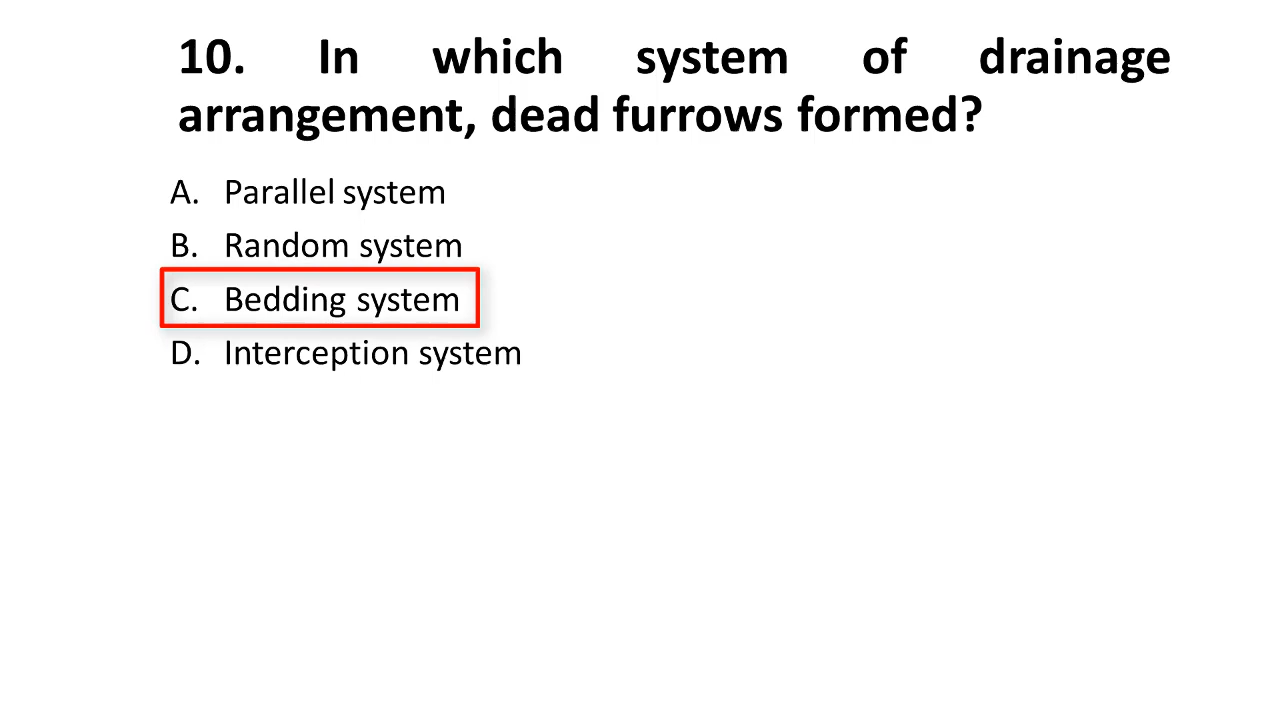 10. In which system of drainage
arrangement, dead furrows formed?
A. Parallel system
B. Random system
C. Bedding system
D. Interception system